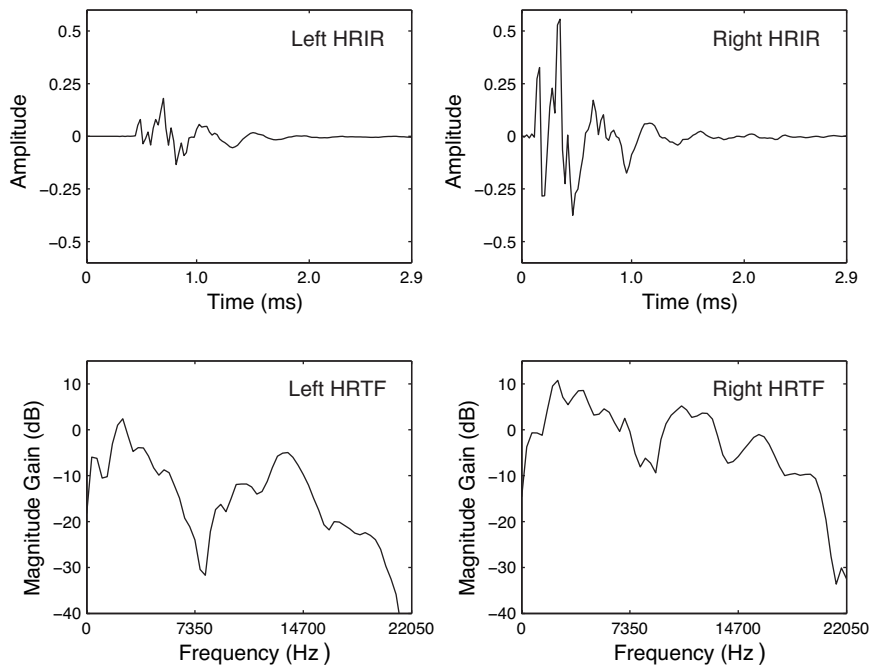 Left HRIR
0.5
0.25
0
−0.25
−0.5
Amplitude
0 1.0 2.0 2.9
Time (ms)
Right HRIR
0.5
0.25
0
−0.25
−0.5
Amplitude
0 1.0 2.0 2.9
Time (ms)
Left HRTF
10
0
−10
−20
−30
−40
Magnitude Gain (dB)
0 7350 14700 22050
Frequency (Hz )
Right HRTF
10
0
−10
−20
−30
−40
Magnitude Gain (dB)
0 7350 14700 22050
Frequency (Hz )